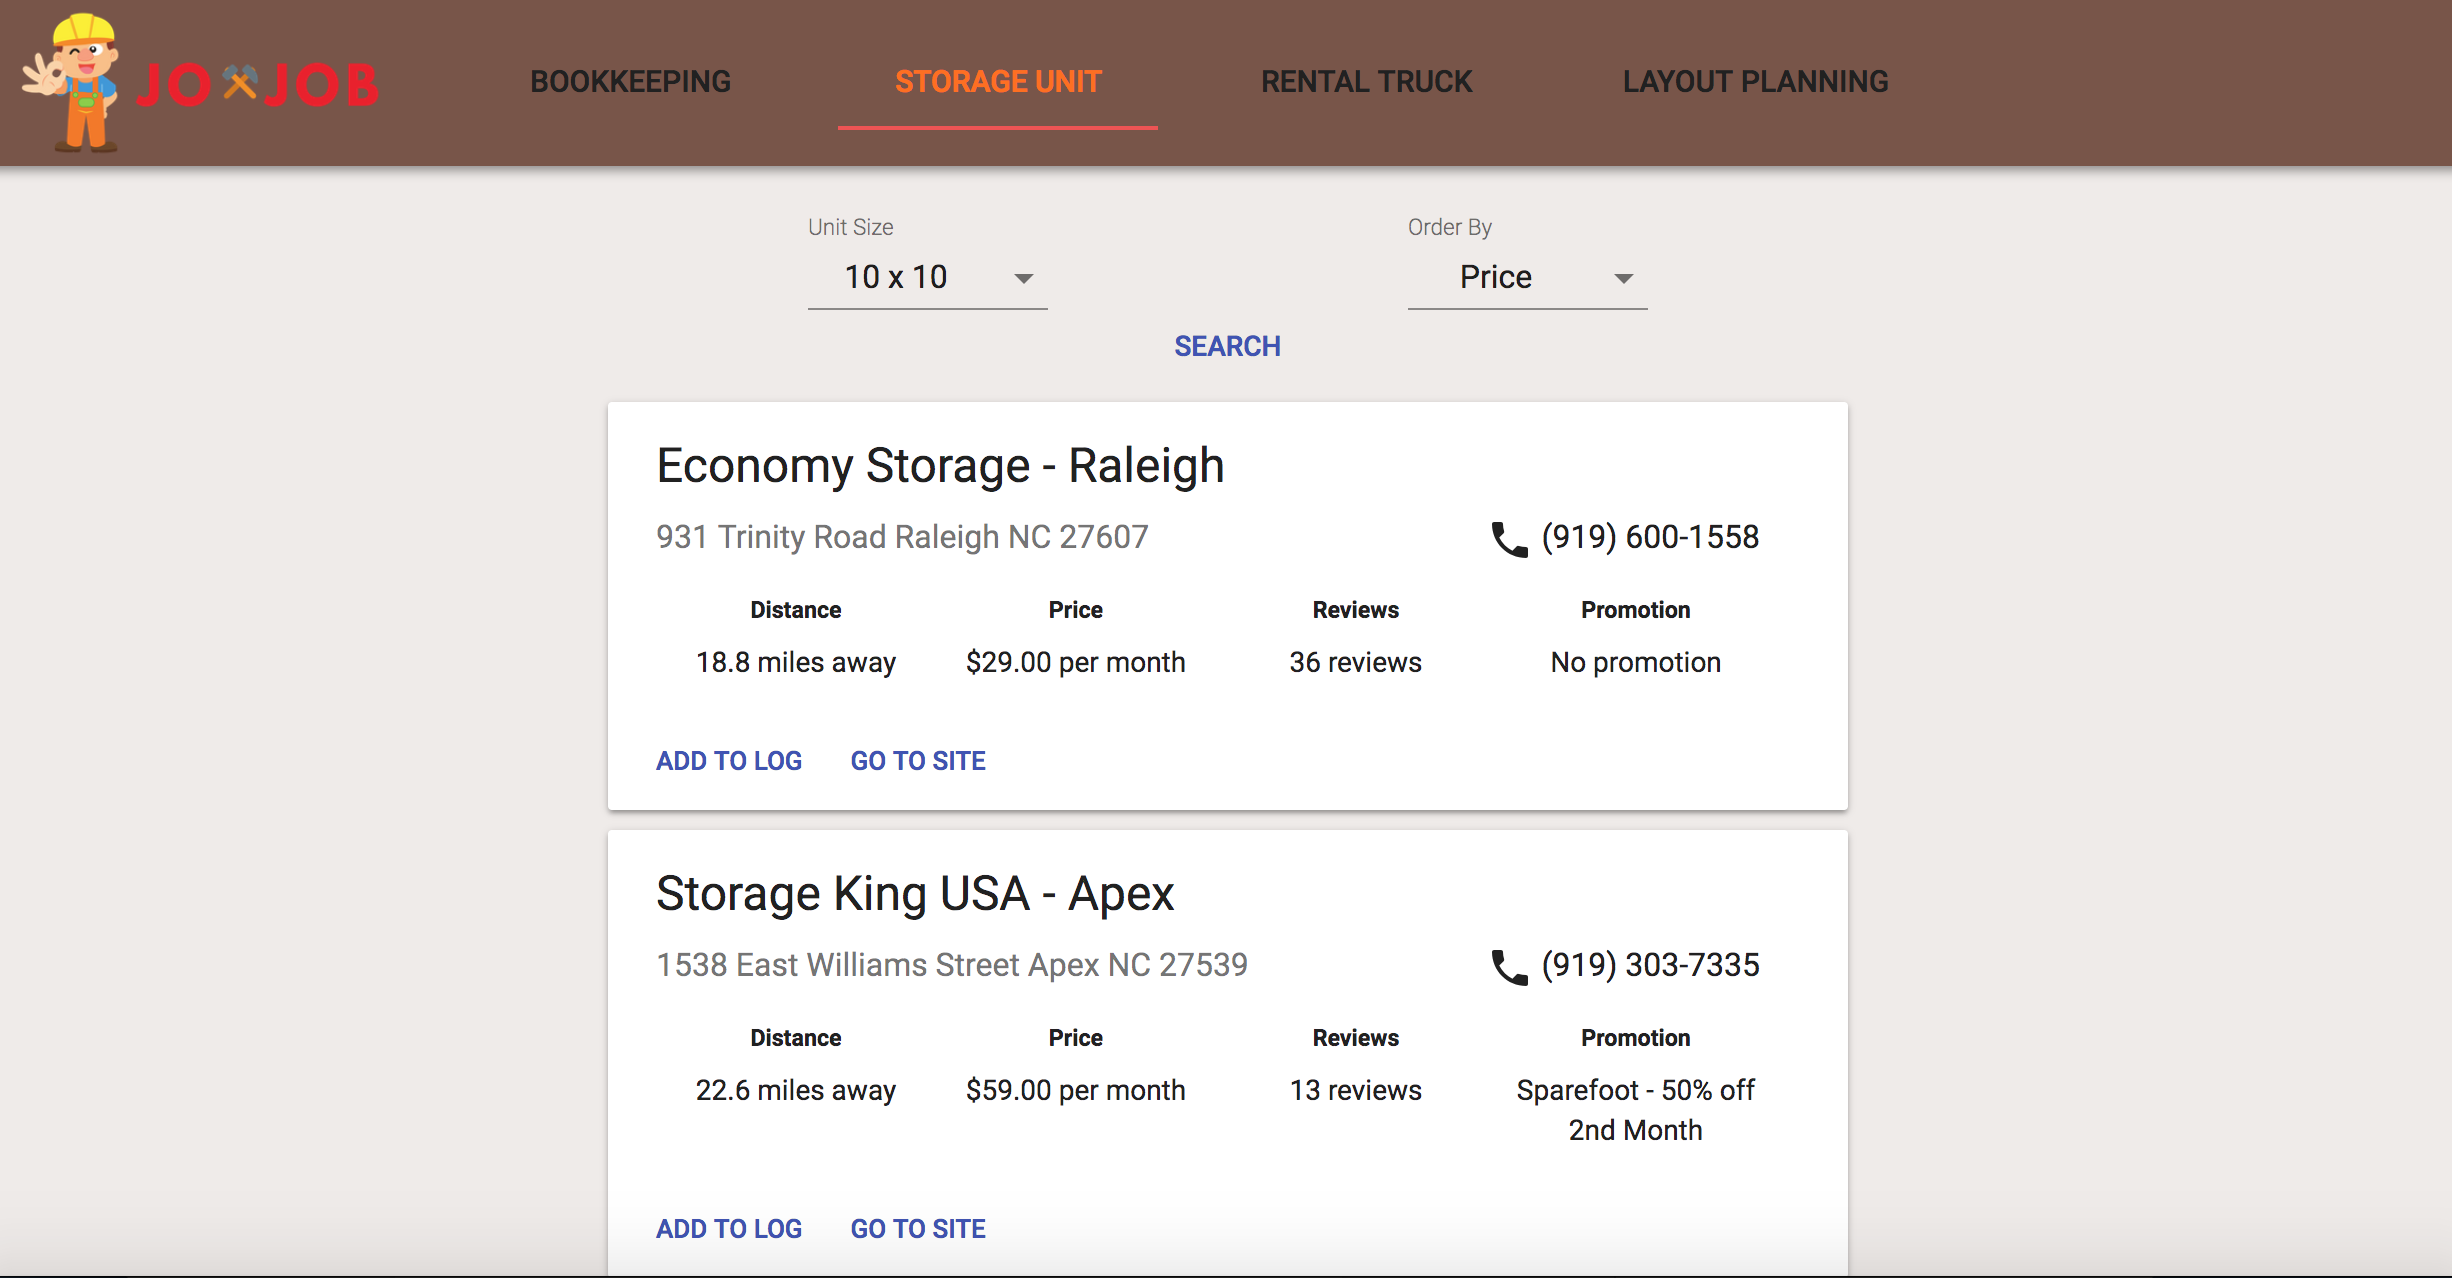 JO JOB
BOOKKEEPING
STORAGE UNIT
RENTAL TRUCK
LAYOUT PLANNING
Unit Size
Order By
10 x 10
Price
SEARCH
Economy Storage - Raleigh
931 Trinity Road Raleigh NC 27607
(919) 600-1558
Distance
Price
Reviews
Promotion
18.8 miles away
$29.00 per month
36 reviews
No promotion
ADD TO LOG
GO TO SITE
Storage King USA - Apex
1538 East Williams Street Apex NC 27539
(919) 303-7335
Distance
Price
Reviews
Promotion
22.6 miles away
$59.00 per month
13 reviews
Sparefoot - 50% off
2nd Month
ADD TO LOG
GO TO SITE